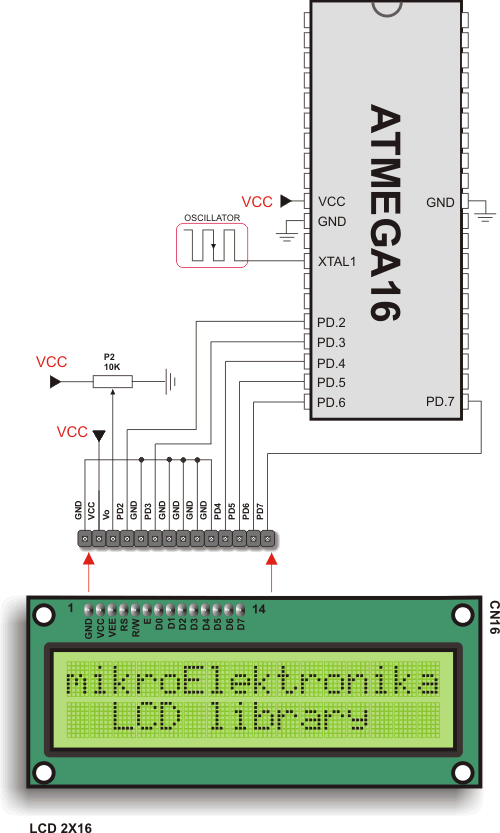 ATMEGA16
VCC
VCC
GND
GND
OSCILLATOR
XTAL1
PD.2
PD.3
PD.4
PD.5
PD.6
PD.7
VCC
P2
10K
VCC
GND
VCC
Vo
PD2
GND
PD3
GND
GND
GND
GND
PD4
PD5
PD6
PD7
1
14
GND
VCC
VEE
RS
R/W
E
D0
D1
D2
D3
D4
D5
D6
D7
CN16
mikroElektronika
LCD library
LCD 2X16